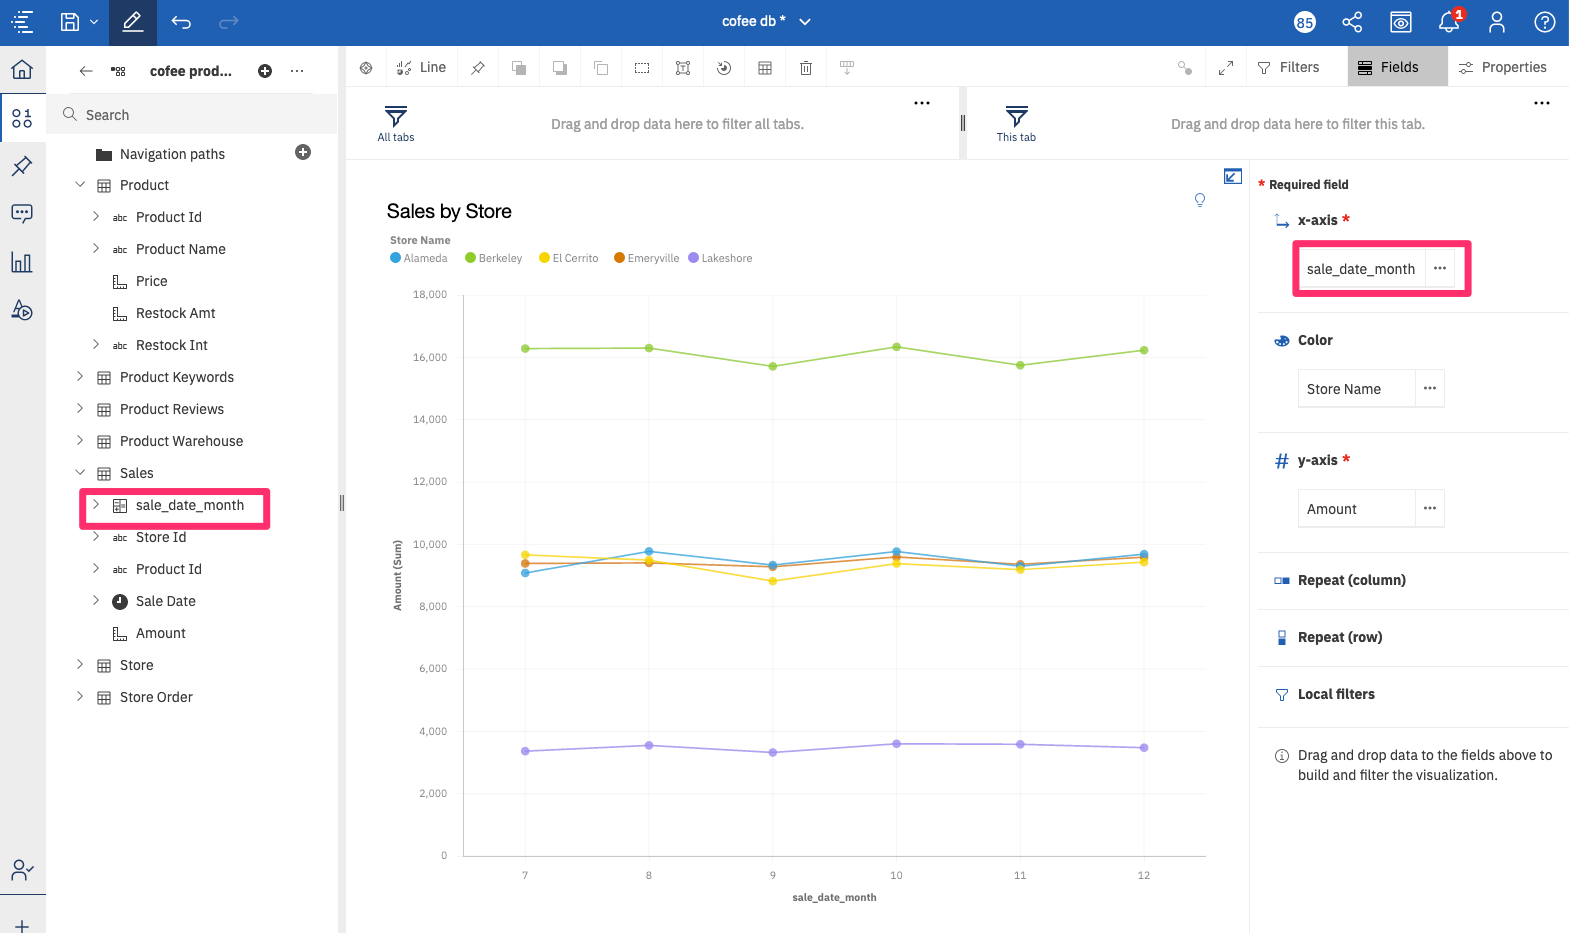 cofee db *
85
1
cofee prod...
Line
Filters
Fields
Properties
Search
All tabs
Drag and drop data here to filter all tabs.
This tab
Drag and drop data here to filter this tab.
Navigation paths
Product
abc Product Id
abc Product Name
Price
Restock Amt
abc Restock Int
Product Keywords
Product Reviews
Product Warehouse
Sales
sale_date_month
abc Store Id
abc Product Id
Sale Date
Amount
Store
Store Order
Sales by Store
Store Name
Alameda Berkeley El Cerrito Emeryville Lakeshore
18,000
16,000
14,000
12,000
10,000
8,000
6,000
4,000
2,000
0
Amount (Sum)
7 8 9 10 11 12
sale_date_month
* Required field
x-axis *
sale_date_month
Color
Store Name
# y-axis *
Amount
Repeat (column)
Repeat (row)
Local filters
Drag and drop data to the fields above to
build and filter the visualization.